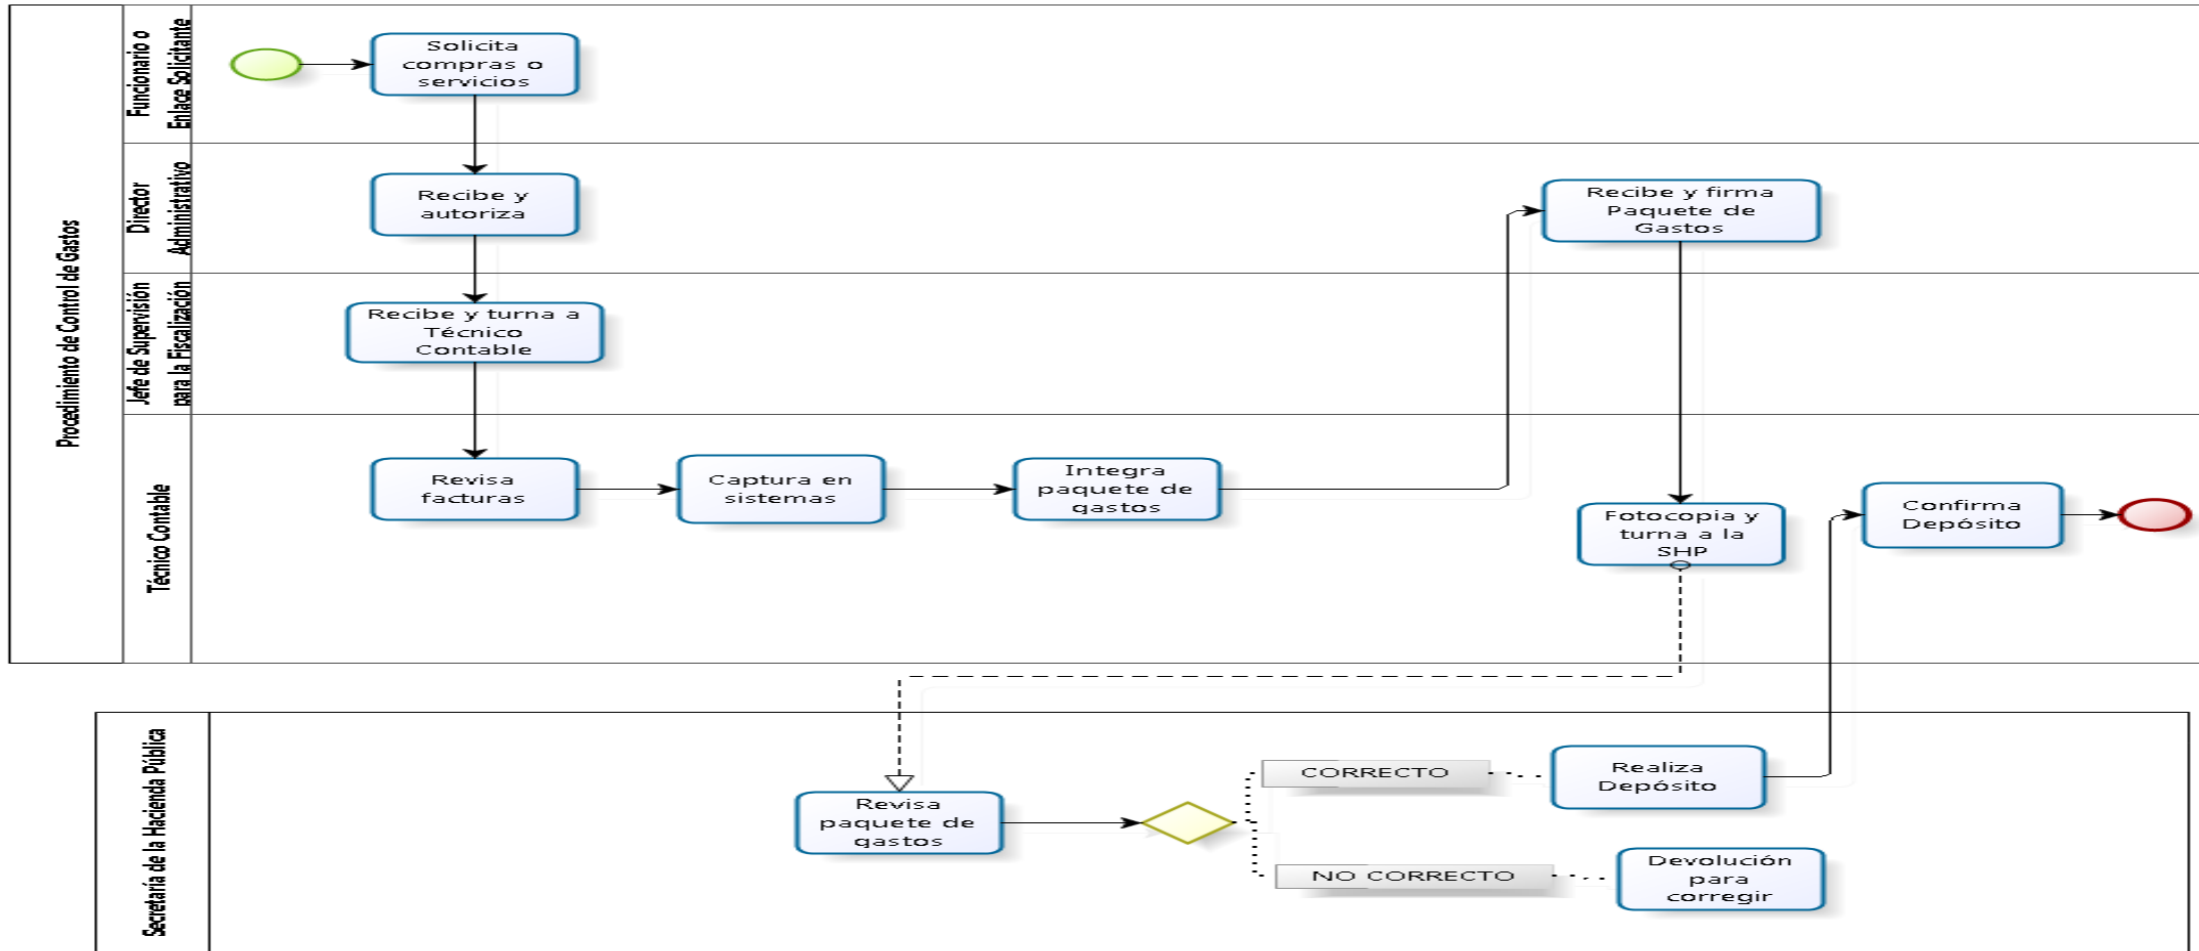 Procedimiento de Control de Gastos
Funcionario o
Enlace Solicitante
Solicita
compras o
servicios
Director
Administrativo
Recibe y
autoriza
Recibe y firma
Paquete de
Gastos
Jefe de Supervisión
para la Fiscalización
Recibe y turna a
Técnico
Contable
Técnico Contable
Revisa
facturas
Captura en
sistemas
Integra
paquete de
gastos
Fotocopia y
turna a la
SHP
Confirma
Depósito
Secretaría de la Hacienda Pública
Revisa
paquete de
gastos
CORRECTO
Realiza
Depósito
NO CORRECTO
Devolución
para
corregir